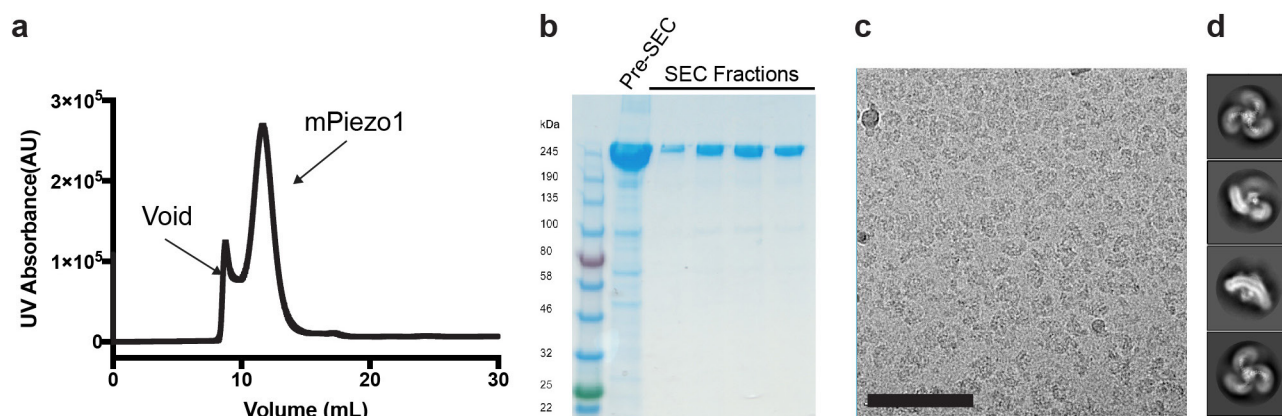 a
UV Absorbance(AU)
3×10⁵
2×10⁵
1×10⁵
0
0
10
20
30
Volume (mL)
Void
mPiezo1
b
Pre-SEC
SEC Fractions
kDa
245
190
135
100
80
58
46
32
25
22
c
d